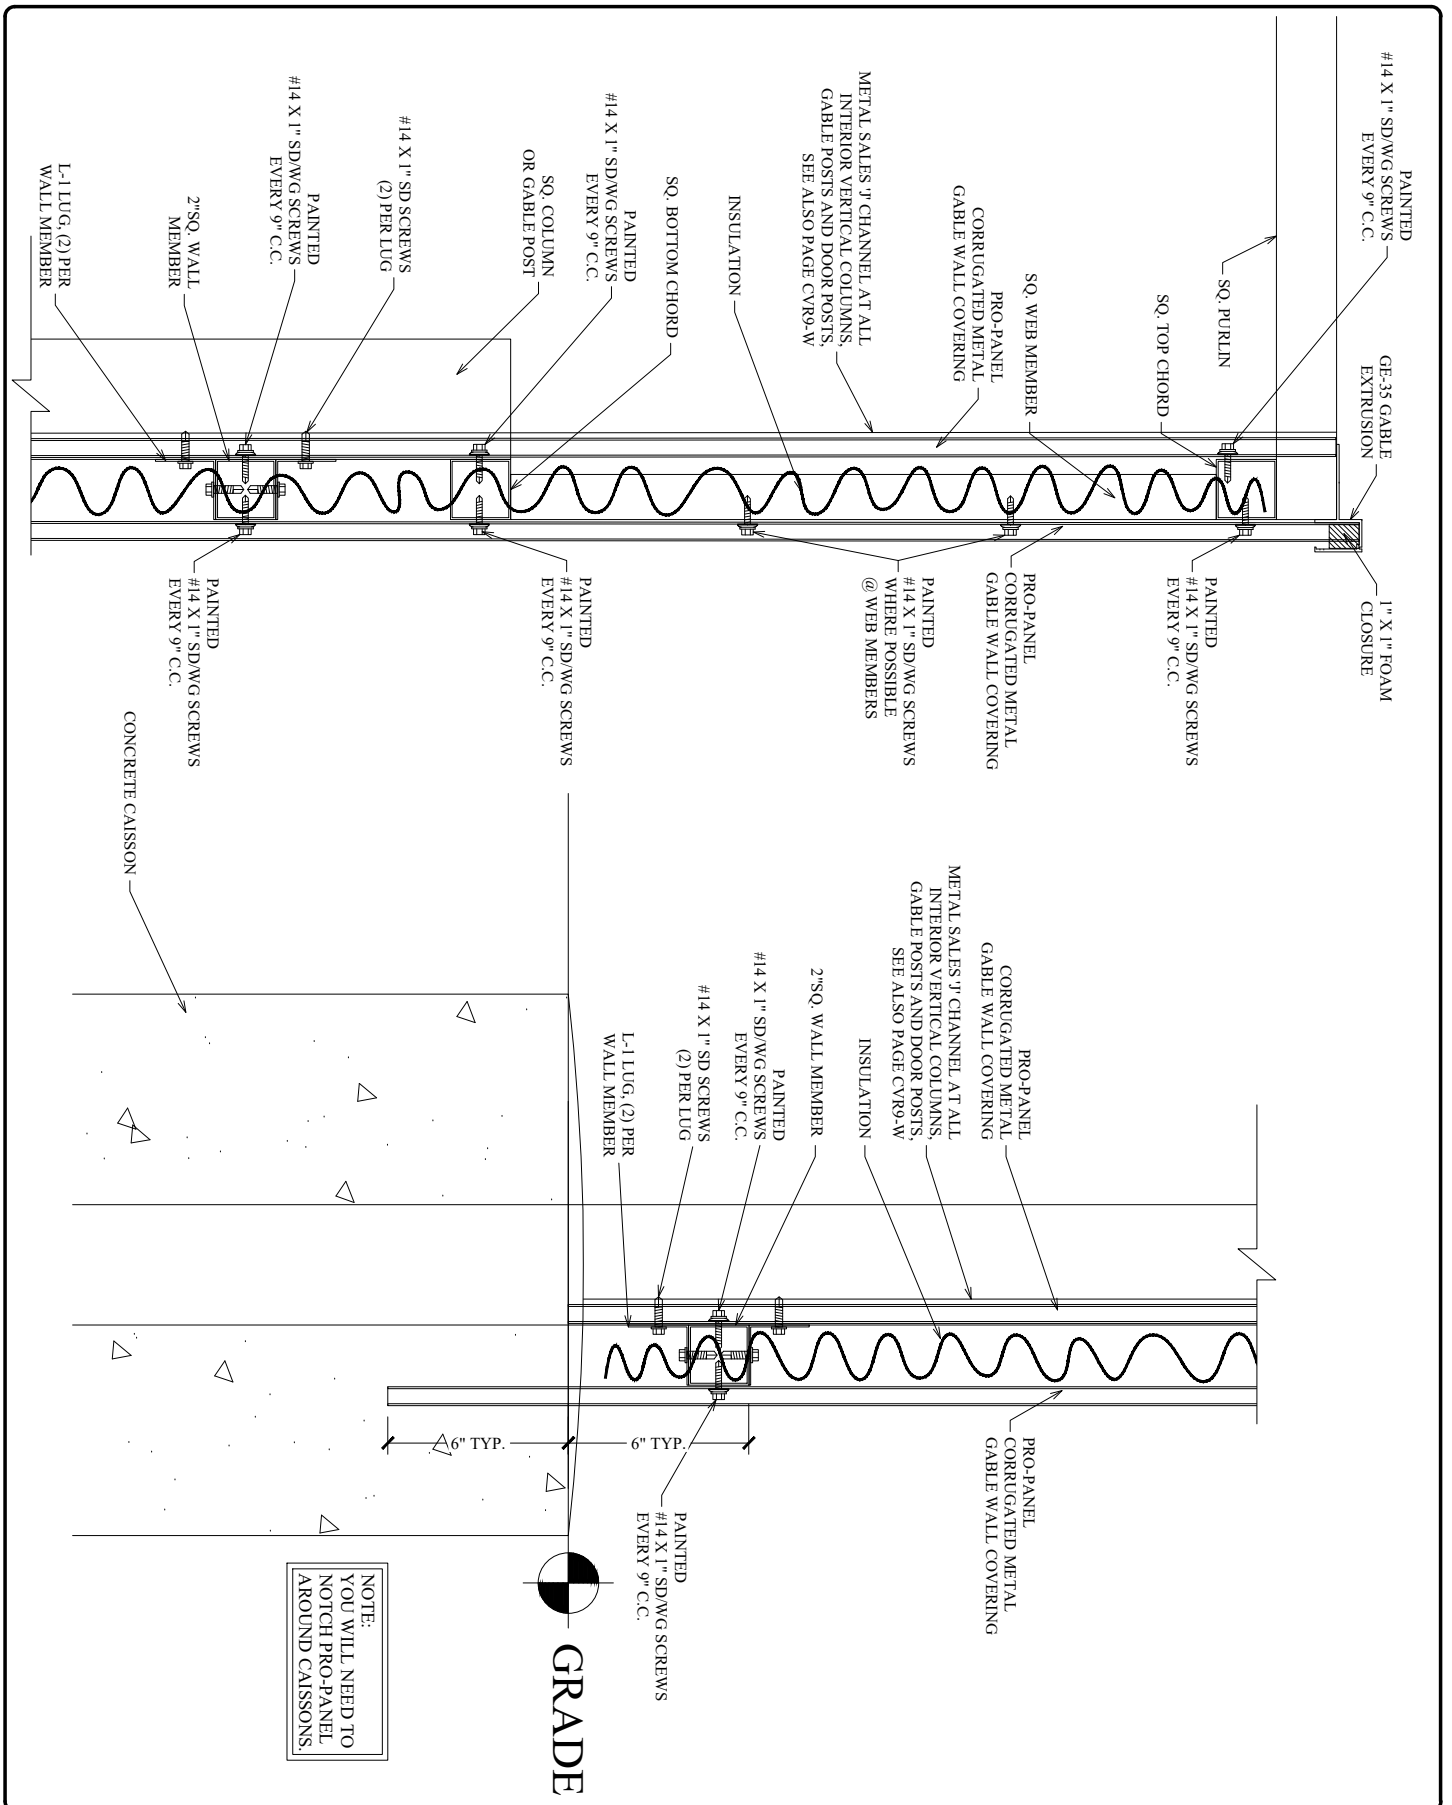 PAINTED
#14 X 1" SD/WG SCREWS
EVERY 9" C.C.
SQ. PURLIN
GE-35 GABLE
EXTRUSION
1" X 1" FOAM
CLOSURE
SQ. TOP CHORD
PAINTED
#14 X 1" SD/WG SCREWS
EVERY 9" C.C.
SQ. WEB MEMBER
PRO-PANEL
CORRUGATED METAL
GABLE WALL COVERING
PRO-PANEL
CORRUGATED METAL
GABLE WALL COVERING
METAL SALES 'J' CHANNEL AT ALL
INTERIOR VERTICAL COLUMNS,
GABLE POSTS AND DOOR POSTS,
SEE ALSO PAGE CVR9-W
PAINTED
#14 X 1" SD/WG SCREWS
WHERE POSSIBLE
@ WEB MEMBERS
INSULATION
SQ. BOTTOM CHORD
PAINTED
#14 X 1" SD/WG SCREWS
EVERY 9" C.C.
PAINTED
#14 X 1" SD/WG SCREWS
EVERY 9" C.C.
SQ. COLUMN
OR GABLE POST
#14 X 1" SD SCREWS
(2) PER LUG
PAINTED
#14 X 1" SD/WG SCREWS
EVERY 9" C.C.
2"SQ. WALL
MEMBER
PAINTED
#14 X 1" SD/WG SCREWS
EVERY 9" C.C.
L-1 LUG, (2) PER
WALL MEMBER
PRO-PANEL
CORRUGATED METAL
GABLE WALL COVERING
PRO-PANEL
CORRUGATED METAL
GABLE WALL COVERING
METAL SALES 'J' CHANNEL AT ALL
INTERIOR VERTICAL COLUMNS,
GABLE POSTS AND DOOR POSTS,
SEE ALSO PAGE CVR9-W
INSULATION
2"SQ. WALL MEMBER
PAINTED
#14 X 1" SD/WG SCREWS
EVERY 9" C.C.
#14 X 1" SD SCREWS
(2) PER LUG
L-1 LUG, (2) PER
WALL MEMBER
6" TYP.
6" TYP.
PAINTED
#14 X 1" SD/WG SCREWS
EVERY 9" C.C.
GRADE
CONCRETE CAISSON
NOTE:
YOU WILL NEED TO
NOTCH PRO-PANEL
AROUND CAISSONS.